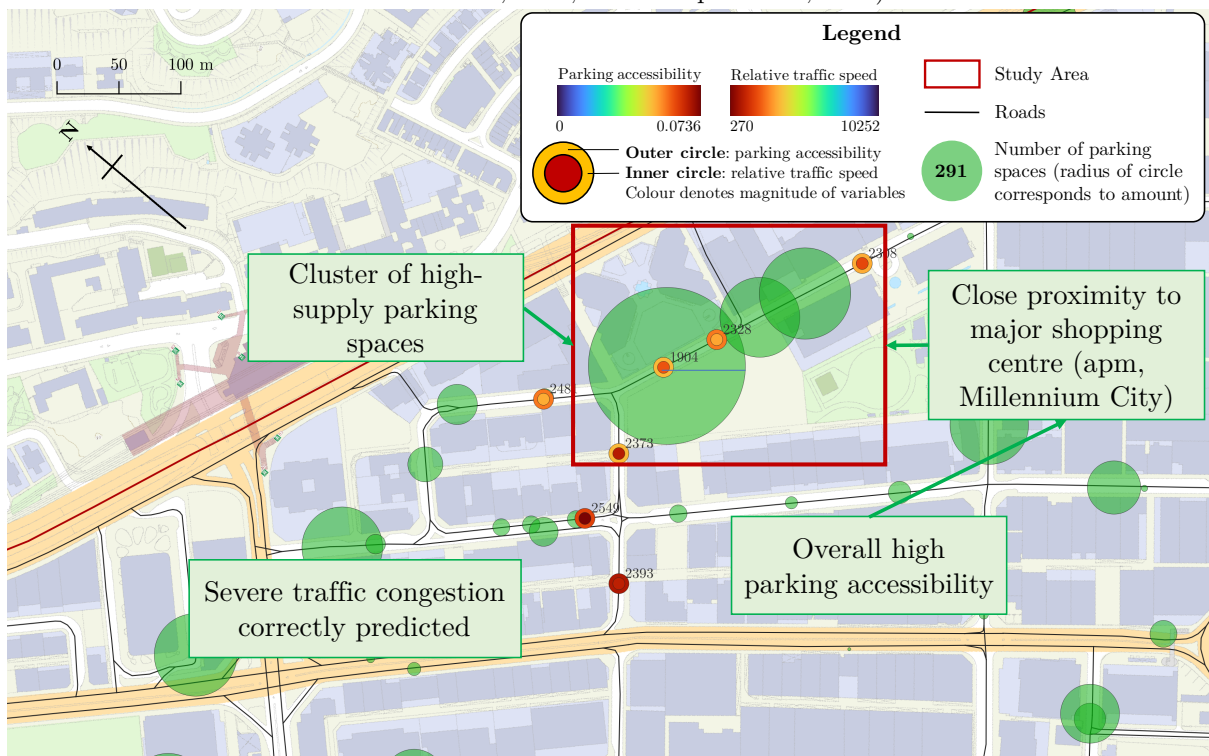 Legend
Parking accessibility
Relative traffic speed
0
0.0736
270
10252
Study Area
Roads
Outer circle: parking accessibility
Inner circle: relative traffic speed
Colour denotes magnitude of variables
291
Number of parking
spaces (radius of circle
corresponds to amount)
0
50
100 m
N
Cluster of high-
supply parking
spaces
Close proximity to
major shopping
centre (apm,
Millennium City)
2328
1904
248
2373
2549
2393
Overall high
parking accessibility
Severe traffic congestion
correctly predicted